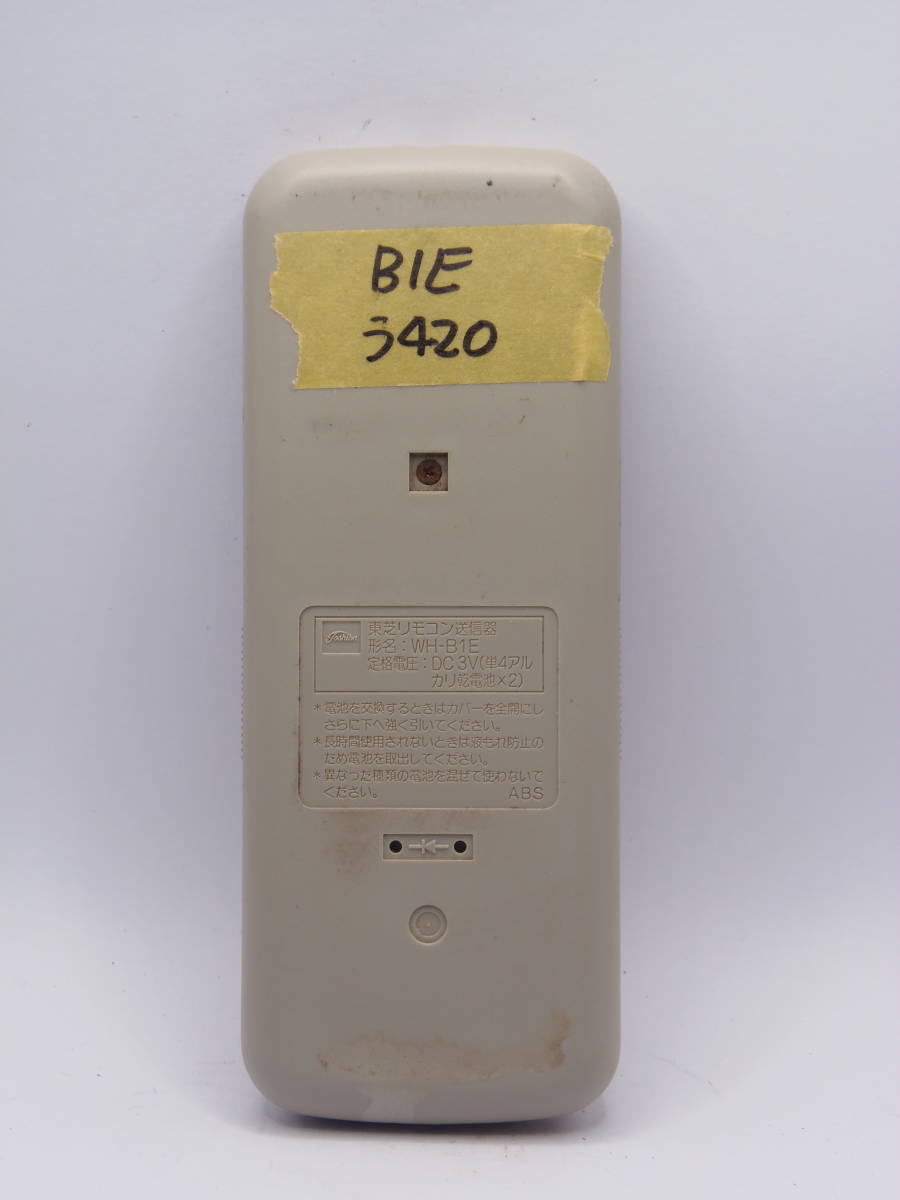 B1E
う420
Toshiba
東芝リモコン送信器
形名：WH-B1E
定格電圧：DC3V(単4アル
カリ乾電池×2)
*電池を交換するときはカバーを全開にし
さらに下へ強く引いてください。
*長時間使用されないときは液もれ防止の
ため電池を取出してください。
*異なった種類の電池を混ぜて使わないで
ください。 ABS